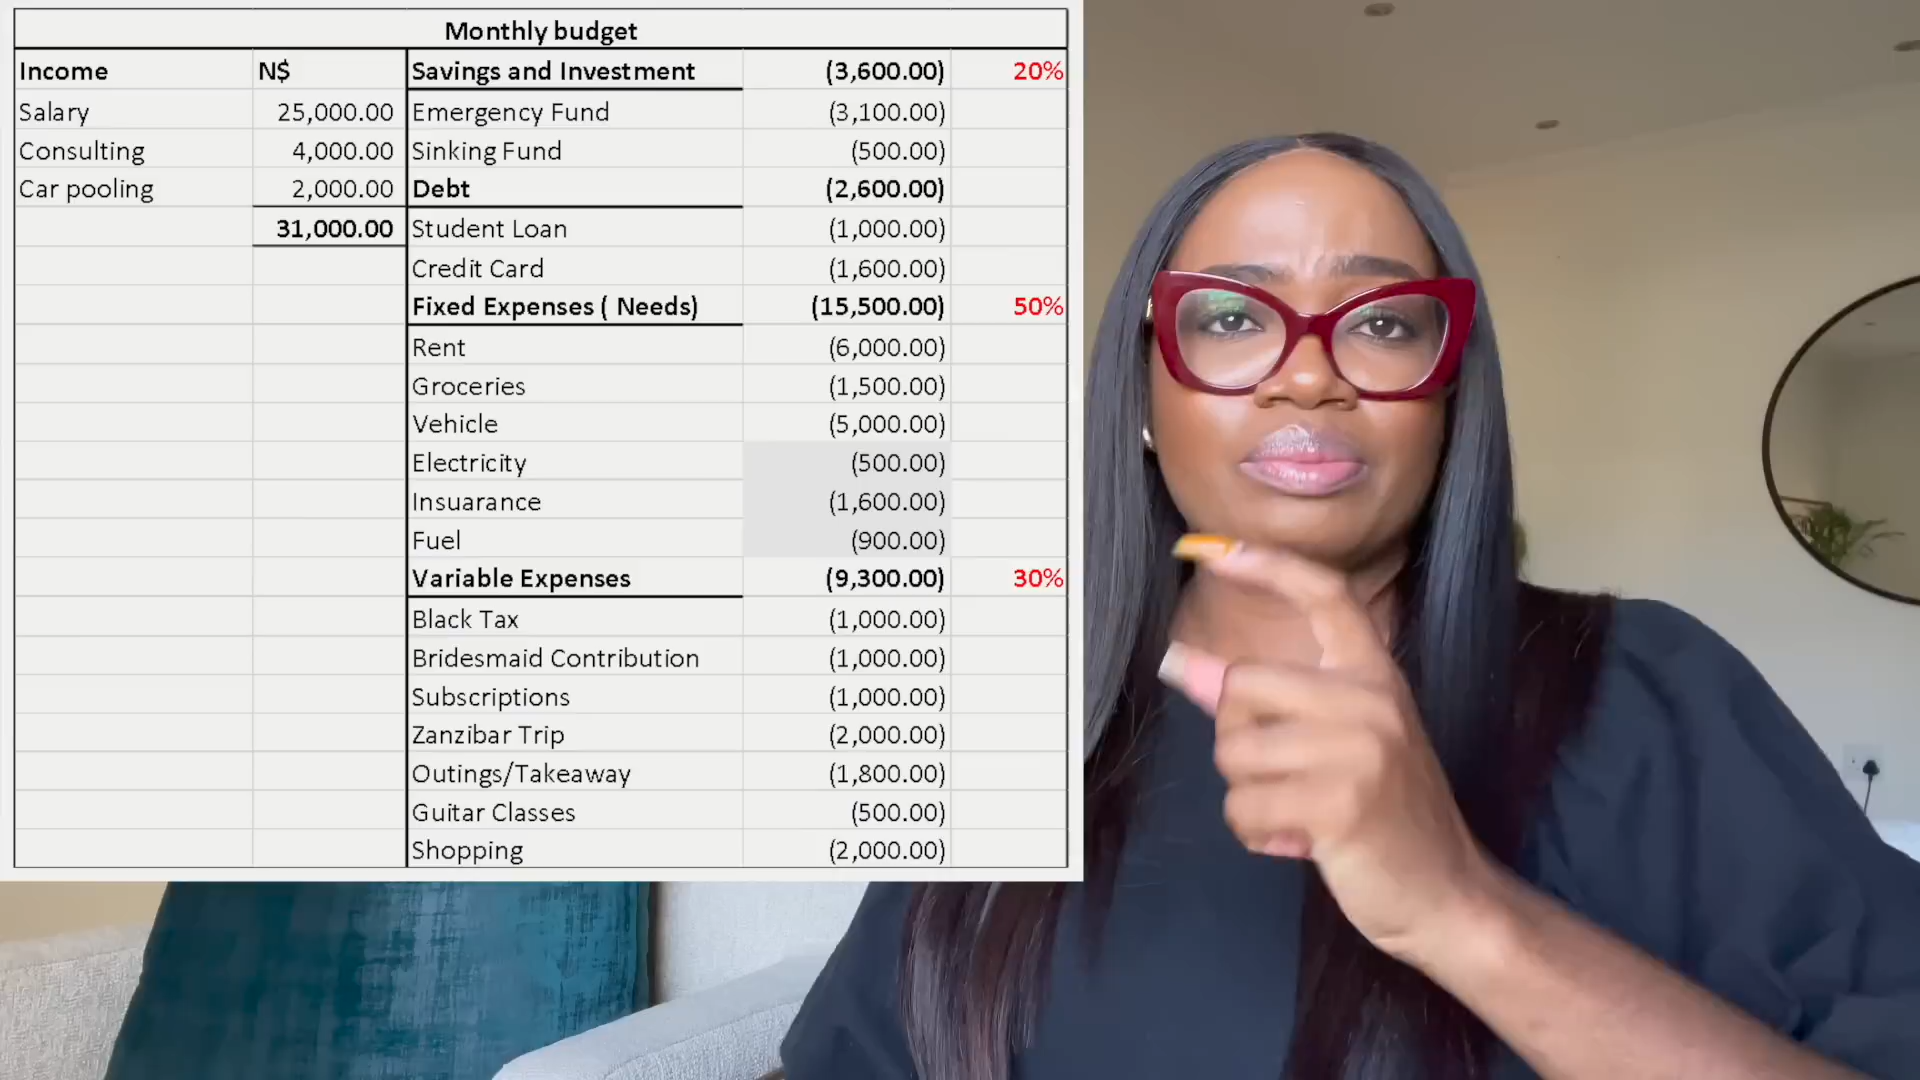 Monthly budget
Income N$ Savings and Investment (3,600.00) 20%
Salary 25,000.00 Emergency Fund (3,100.00)
Consulting 4,000.00 Sinking Fund (500.00)
Car pooling 2,000.00 Debt (2,600.00)
31,000.00 Student Loan (1,000.00)
Credit Card (1,600.00)
Fixed Expenses ( Needs) (15,500.00) 50%
Rent (6,000.00)
Groceries (1,500.00)
Vehicle (5,000.00)
Electricity (500.00)
Insuarance (1,600.00)
Fuel (900.00)
Variable Expenses (9,300.00) 30%
Black Tax (1,000.00)
Bridesmaid Contribution (1,000.00)
Subscriptions (1,000.00)
Zanzibar Trip (2,000.00)
Outings/Takeaway (1,800.00)
Guitar Classes (500.00)
Shopping (2,000.00)